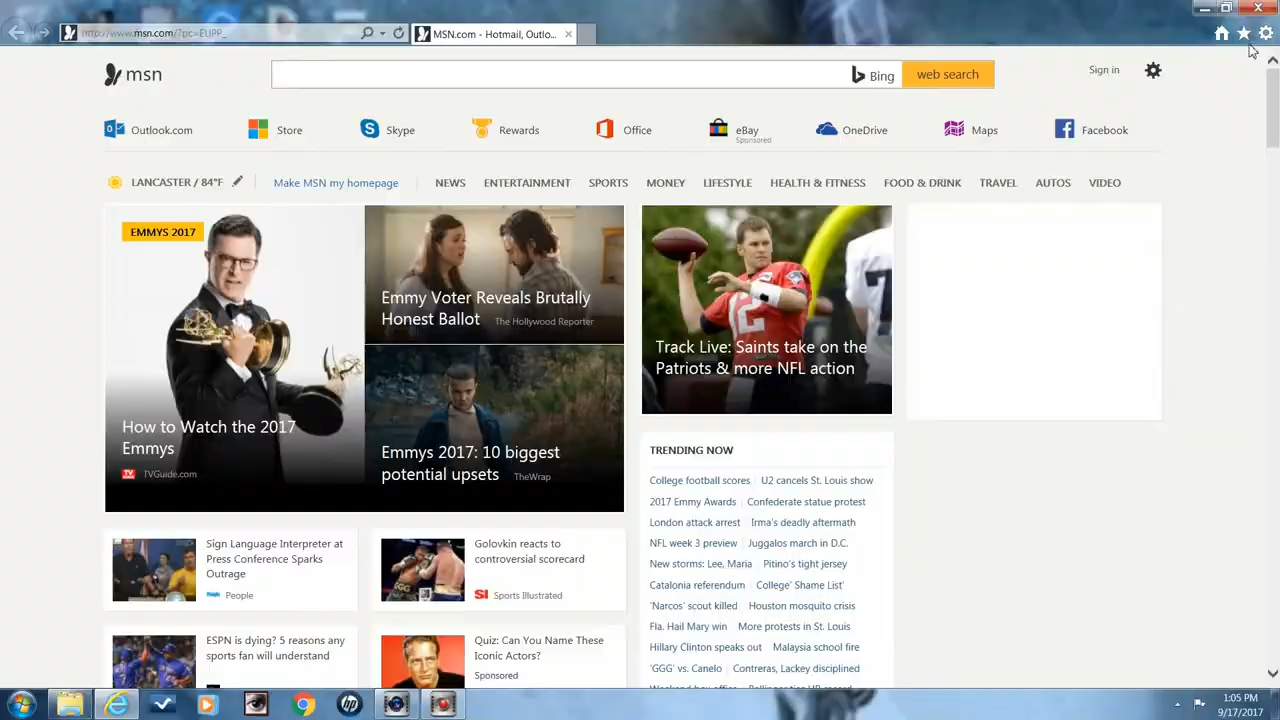 http://www.msn.com/?pc=EUPP_
MSN.com - Hotmail, Outlo...
msn
Bing
web search
Sign in
Outlook.com
Store
Skype
Rewards
Office
eBay
Sponsored
OneDrive
Maps
Facebook
LANCASTER / 84°F
Make MSN my homepage
NEWS
ENTERTAINMENT
SPORTS
MONEY
LIFESTYLE
HEALTH & FITNESS
FOOD & DRINK
TRAVEL
AUTOS
VIDEO
EMMYS 2017
How to Watch the 2017
Emmys
TVGuide.com
Emmy Voter Reveals Brutally
Honest Ballot The Hollywood Reporter
Emmys 2017: 10 biggest
potential upsets TheWrap
12
Track Live: Saints take on the
Patriots & more NFL action
TRENDING NOW
College football scores U2 cancels St. Louis show
2017 Emmy Awards Confederate statue protest
London attack arrest Irma's deadly aftermath
NFL week 3 preview Juggalos march in D.C.
New storms: Lee, Maria Pitino's tight jersey
Catalonia referendum College 'Shame List'
'Narcos' scout killed Houston mosquito crisis
Fla. Hail Mary win More protests in St. Louis
Hillary Clinton speaks out Malaysia school fire
'GGG' vs. Canelo Contreras, Lackey disciplined
Sign Language Interpreter at
Press Conference Sparks
Outrage
People
Golovkin reacts to
controversial scorecard
SI Sports Illustrated
ESPN is dying? 5 reasons any
sports fan will understand
Quiz: Can You Name These
Iconic Actors?
Sponsored
hp
1:05 PM
9/17/2017